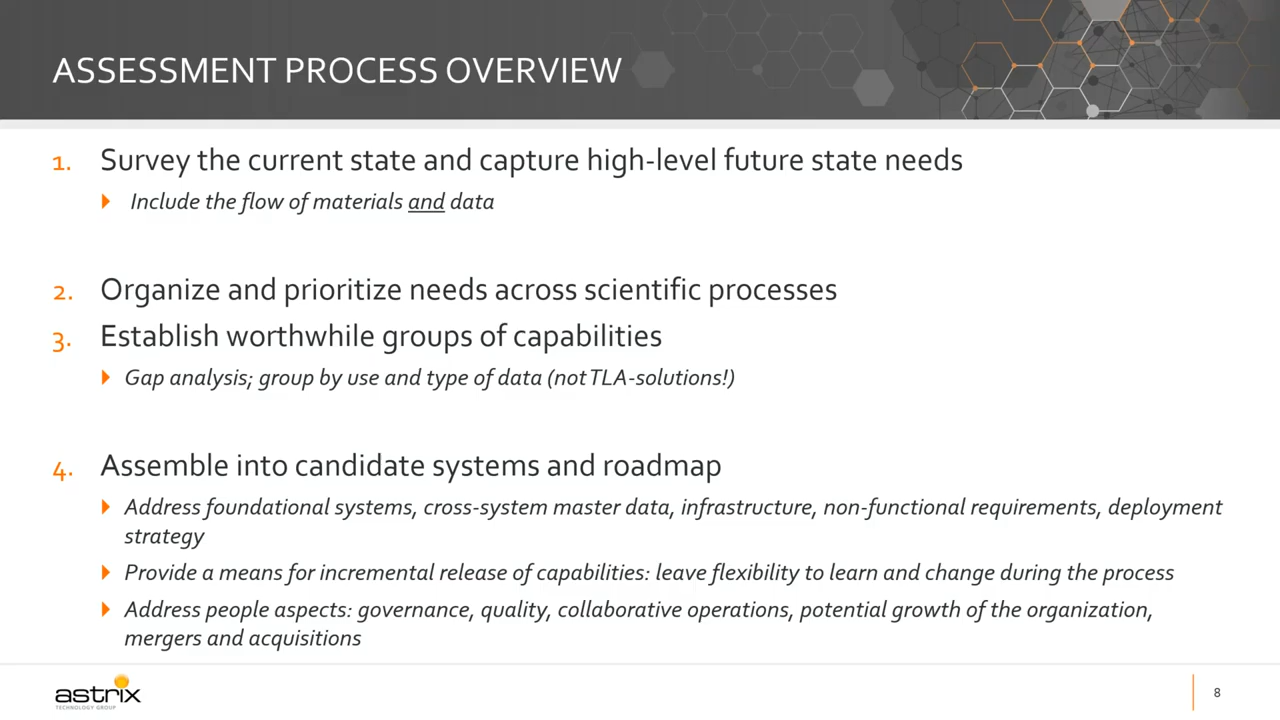 ASSESSMENT PROCESS OVERVIEW
1. Survey the current state and capture high-level future state needs
Include the flow of materials and data
2. Organize and prioritize needs across scientific processes
3. Establish worthwhile groups of capabilities
Gap analysis; group by use and type of data (not TLA-solutions!)
4. Assemble into candidate systems and roadmap
Address foundational systems, cross-system master data, infrastructure, non-functional requirements, deployment
strategy
Provide a means for incremental release of capabilities: leave flexibility to learn and change during the process
Address people aspects: governance, quality, collaborative operations, potential growth of the organization,
mergers and acquisitions
astrix
TECHNOLOGY GROUP
8